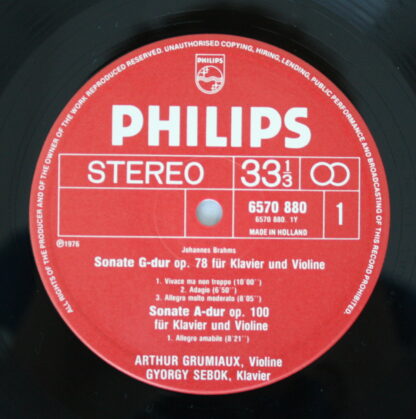 ALL RIGHTS OF THE PRODUCER AND OF THE OWNER OF THE WORK REPRODUCED RESERVED. UNAUTHORISED COPYING, HIRING, LENDING, PUBLIC PERFORMANCE AND BROADCASTING OF THIS RECORD PROHIBITED.
PHILIPS
PHILIPS
STEREO 33⅓
6570 880
6570 880. 1Y
MADE IN HOLLAND
1
℗1976
Johannes Brahms
Sonate G-dur op. 78 für Klavier und Violine
1. Vivace ma non troppo (10'00")
2. Adagio (6'50")
3. Allegro molto moderato (8'05")
Sonate A-dur op. 100
für Klavier und Violine
1. Allegro amabile (8'21")
ARTHUR GRUMIAUX, Violine
GYORGY SEBOK, Klavier